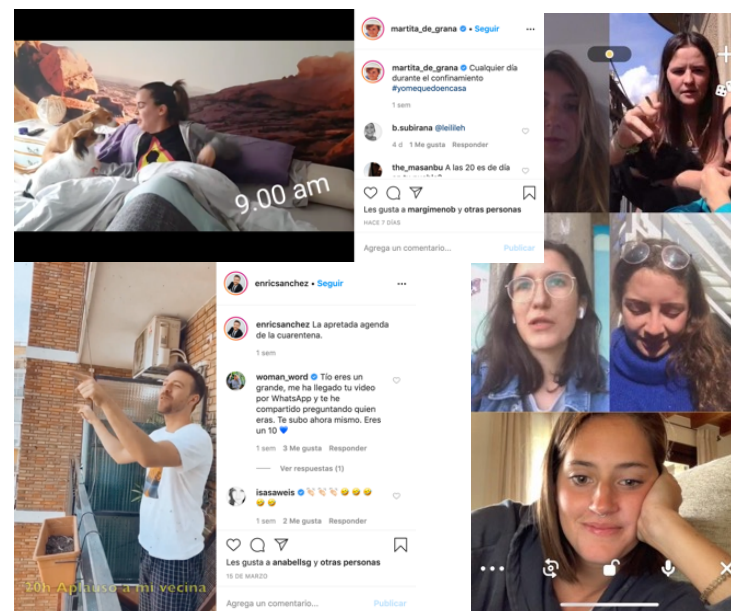 9.00 am
martita_de_grana • Seguir
martita_de_grana Cualquier día
durante el confinamiento
#yomequedoencasa
1 sem
b.subirana @leilileh
4 d 1 Me gusta Responder
the_masanbu A las 20 es de día
Les gusta a margimenob y otras personas
HACE 7 DÍAS
Agrega un comentario... Publicar
20h Aplauso a mi vecina
enricsanchez • Seguir
enricsanchez La apretada agenda
de la cuarentena.
1 sem
woman_word Tío eres un
grande, me ha llegado tu video
por WhatsApp y te he
compartido preguntando quien
eras. Te subo ahora mismo. Eres
un 10 💙
1 sem 3 Me gusta Responder
Ver respuestas (1)
isasaweis 👏🏻👏🏻👏🏻🤣🤣🤣
🤣🤣
1 sem 2 Me gusta Responder
Les gusta a anabellsg y otras personas
15 DE MARZO
Agrega un comentario... Publicar